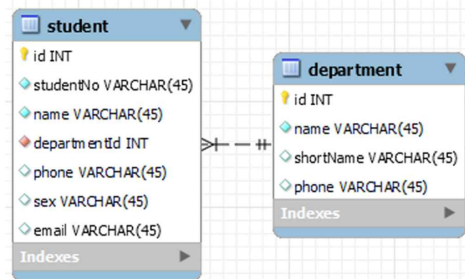 student
id INT
studentNo VARCHAR(45)
name VARCHAR(45)
departmentId INT
phone VARCHAR(45)
sex VARCHAR(45)
email VARCHAR(45)
Indexes
department
id INT
name VARCHAR(45)
shortName VARCHAR(45)
phone VARCHAR(45)
Indexes